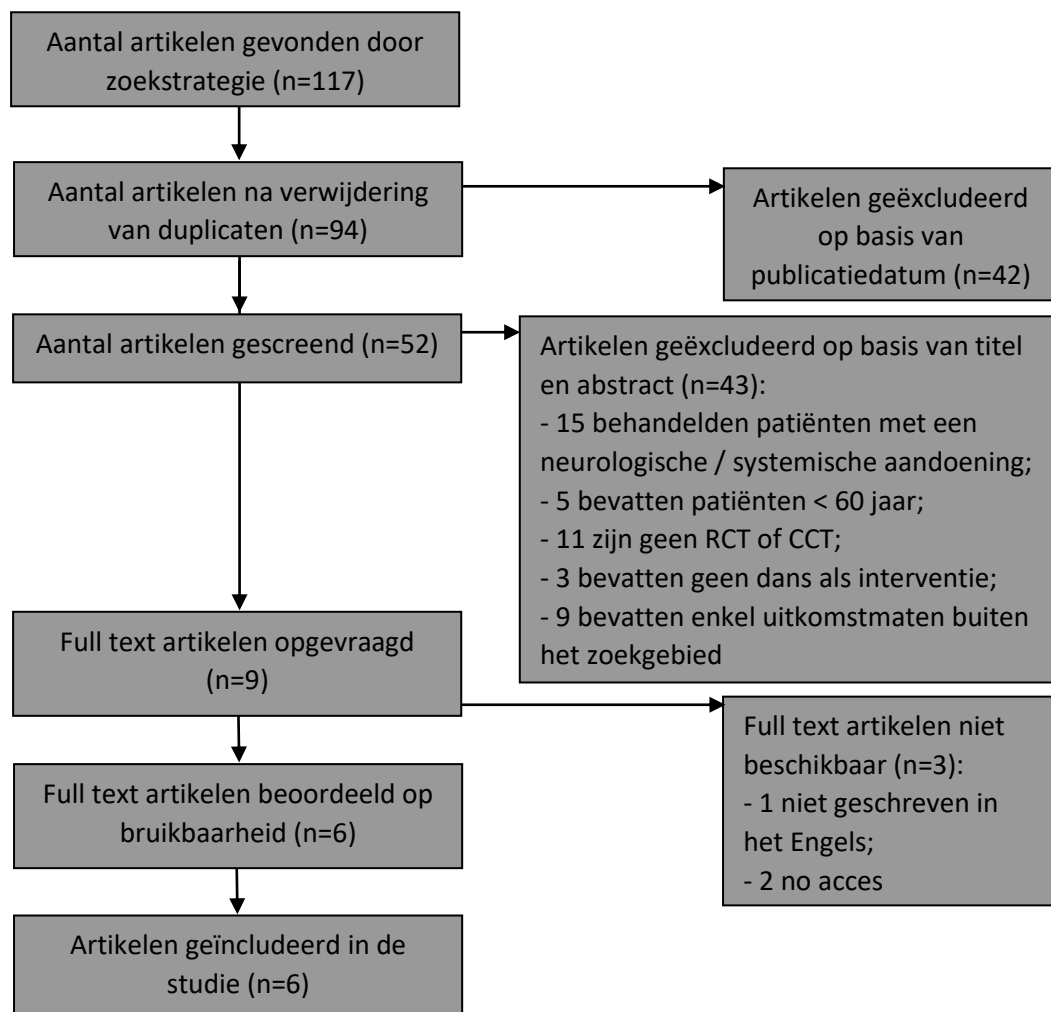 Aantal artikelen gevonden door
zoekstrategie (n=117)
Aantal artikelen na verwijdering
van duplicaten (n=94)
Artikelen geëxcludeerd
op basis van
publicatiedatum (n=42)
Aantal artikelen gescreend (n=52)
Artikelen geëxcludeerd op basis van titel
en abstract (n=43):
- 15 behandelden patiënten met een
neurologische / systemische aandoening;
- 5 bevatten patiënten < 60 jaar;
- 11 zijn geen RCT of CCT;
- 3 bevatten geen dans als interventie;
- 9 bevatten enkel uitkomstmaten buiten
het zoekgebied
Full text artikelen opgevraagd
(n=9)
Full text artikelen niet
beschikbaar (n=3):
- 1 niet geschreven in
het Engels;
- 2 no acces
Full text artikelen beoordeeld op
bruikbaarheid (n=6)
Artikelen geïncludeerd in de
studie (n=6)